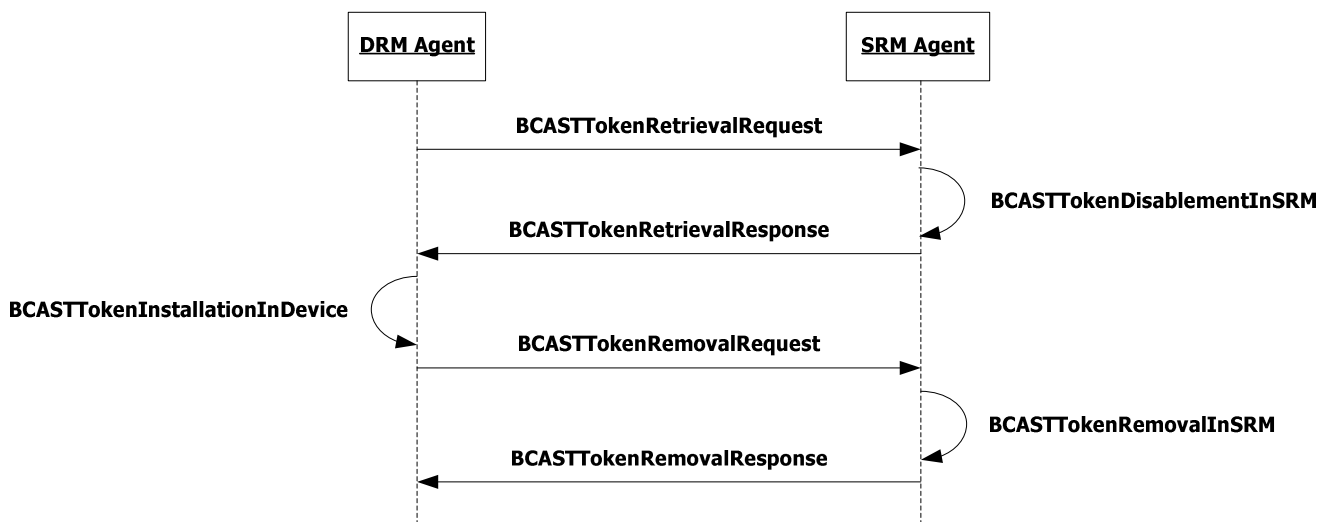 DRM Agent
SRM Agent
BCASTTokenRetrievalRequest
BCASTTokenDisablementInSRM
BCASTTokenRetrievalResponse
BCASTTokenInstallationInDevice
BCASTTokenRemovalRequest
BCASTTokenRemovalInSRM
BCASTTokenRemovalResponse